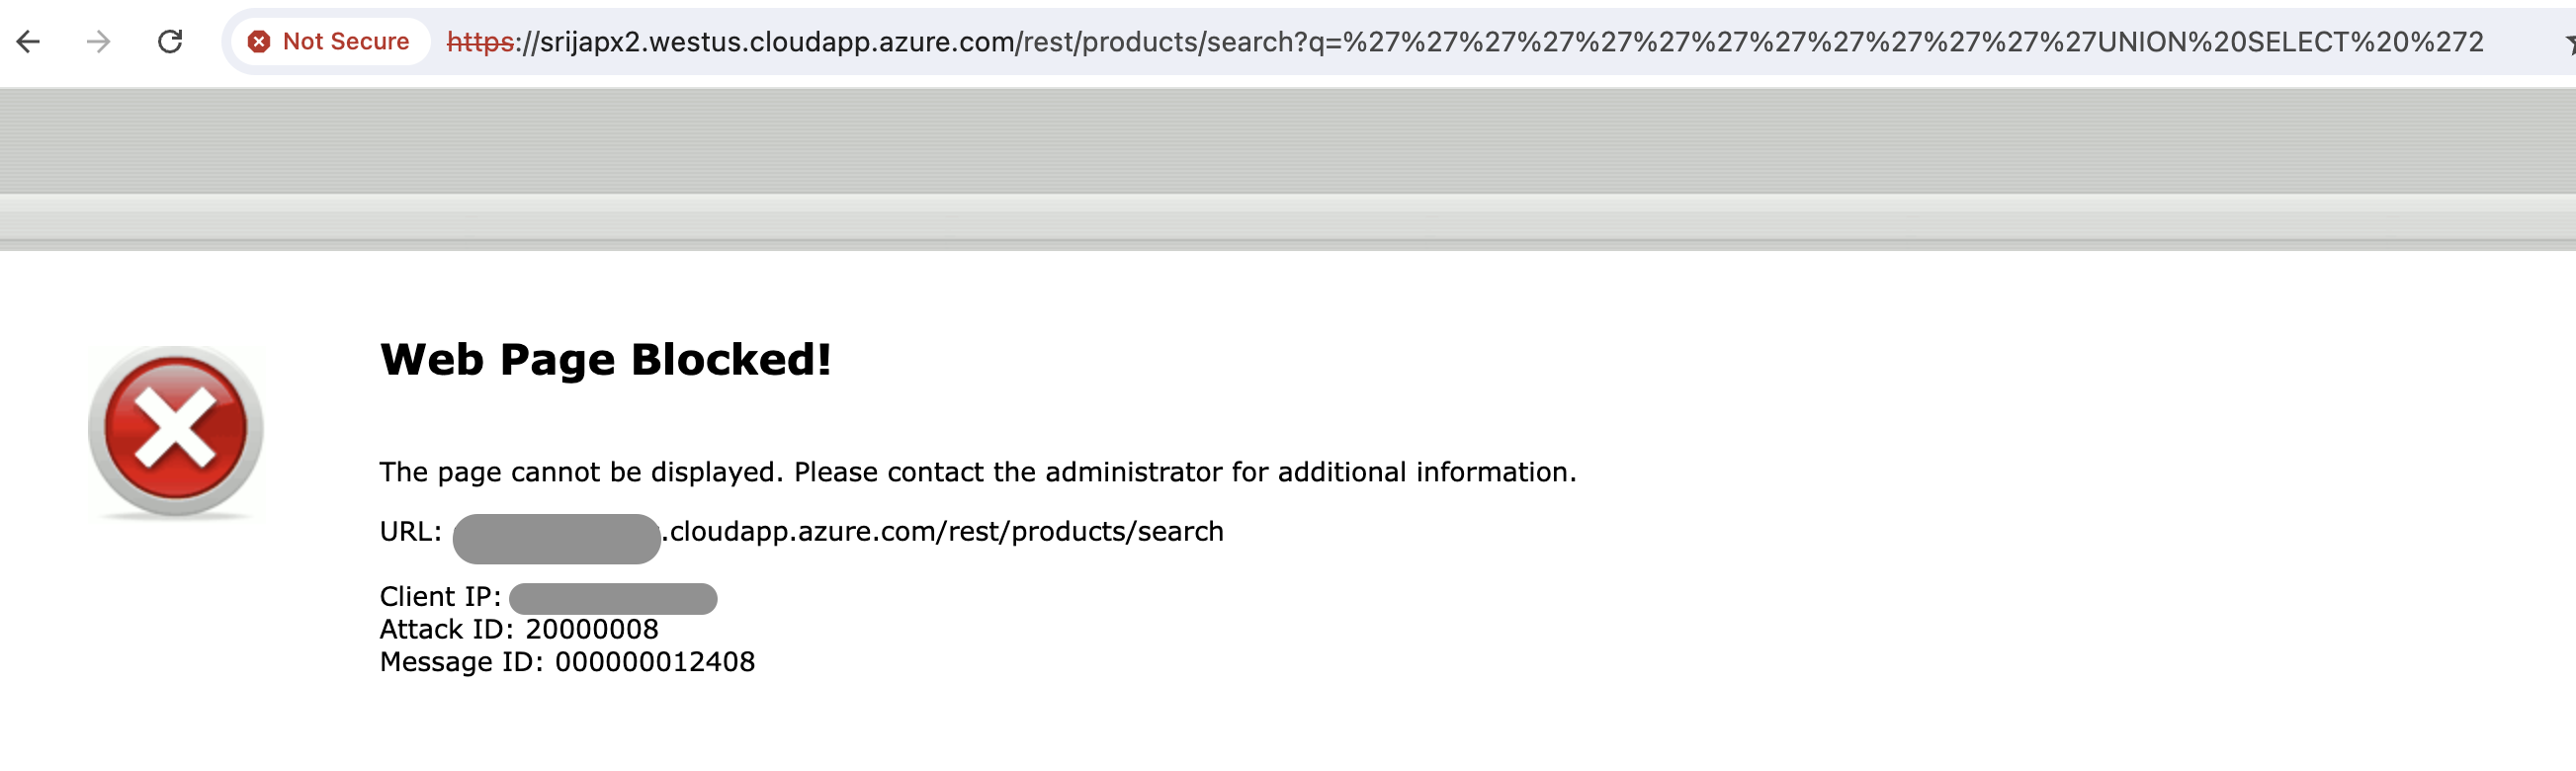 Not Secure https://srijapx2.westus.cloudapp.azure.com/rest/products/search?q=%27%27%27%27%27%27%27%27%27%27%27%27%27UNION%20SELECT%20%272
Web Page Blocked!
The page cannot be displayed. Please contact the administrator for additional information.
URL: .cloudapp.azure.com/rest/products/search
Client IP:
Attack ID: 20000008
Message ID: 000000012408